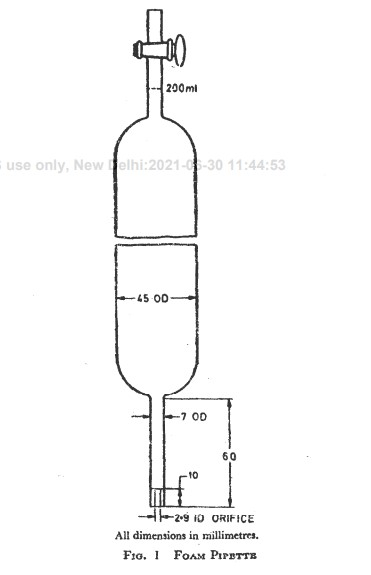 200ml
use only, New Delhi:2021-06-30 11:44:53
45 OD
7 OD
60
10
2·9 ID ORIFICE
All dimensions in millimetres.
FIG. 1 FOAM PIPETTE